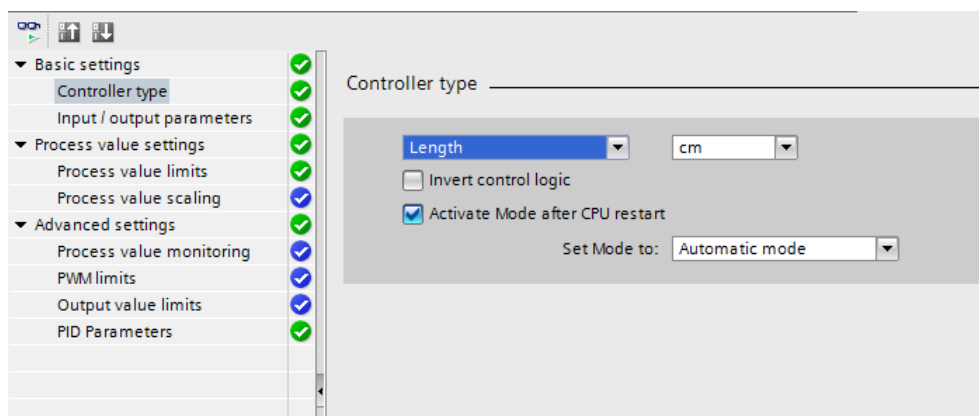 Basic settings
Controller type
Input / output parameters
Process value settings
Process value limits
Process value scaling
Advanced settings
Process value monitoring
PWM limits
Output value limits
PID Parameters
Controller type
Length cm
Invert control logic
Activate Mode after CPU restart
Set Mode to: Automatic mode